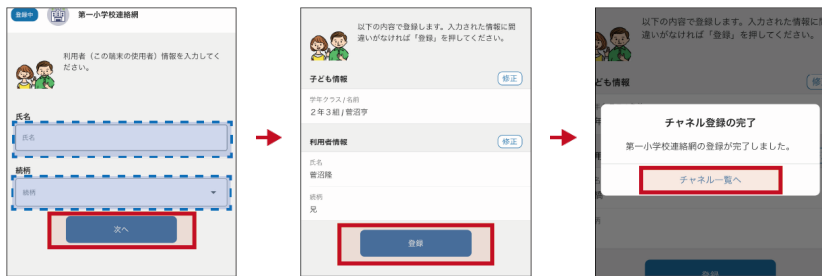 登録中 第一小学校連絡網
利用者（この端末の使用者）情報を入力してく
ださい。
氏名
氏名
続柄
続柄
次へ
以下の内容で登録します。入力された情報に間
違いがなければ「登録」を押してください。
子ども情報 修正
学年クラス/名前
２年３組/菅沼亨
利用者情報 修正
氏名
菅沼隆
続柄
兄
登録
以下の内容で登録します。入力された情報に
違いがなければ「登録」を押してください。
ども情報
チャネル登録の完了
第一小学校連絡網の登録が完了しました。
チャネル一覧へ
登録